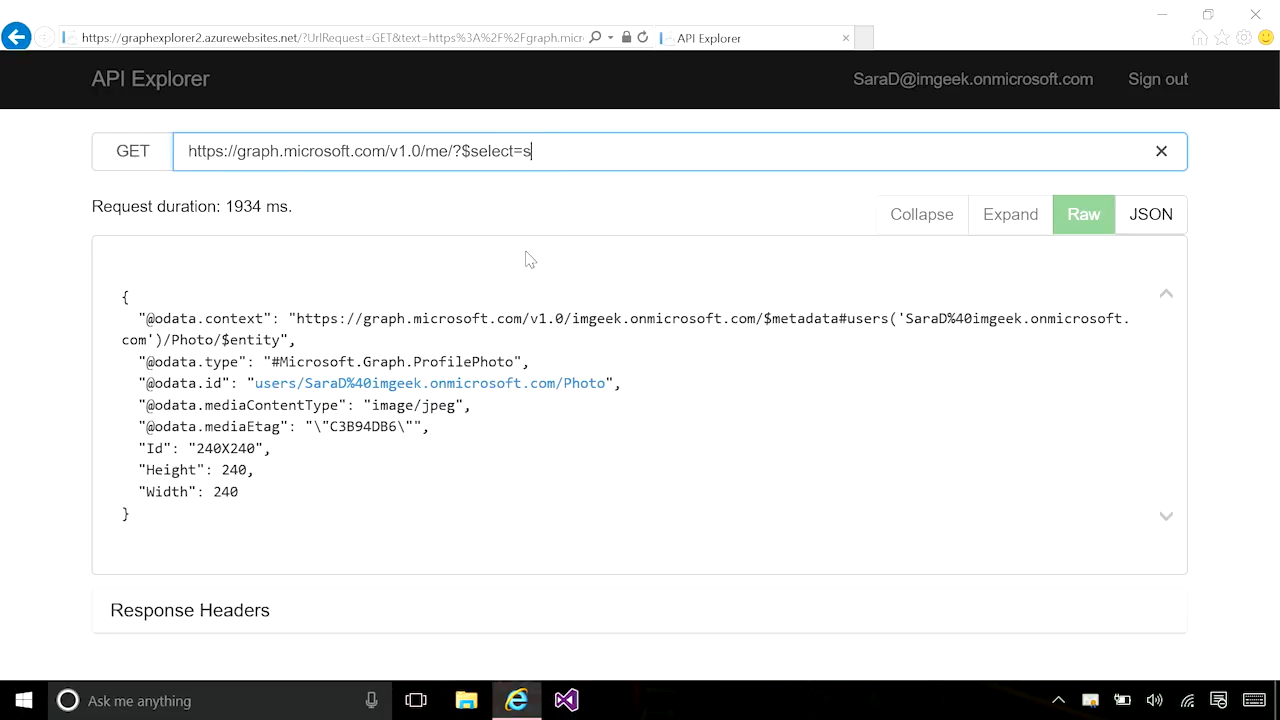 https://graphexplorer2.azurewebsites.net/?UrlRequest=GET&text=https%3A%2F%2Fgraph.micr
API Explorer
API Explorer
SaraD@imgeek.onmicrosoft.com
Sign out
GET
https://graph.microsoft.com/v1.0/me/?$select=s
Request duration: 1934 ms.
Collapse
Expand
Raw
JSON
{
"@odata.context": "https://graph.microsoft.com/v1.0/imgeek.onmicrosoft.com/$metadata#users('SaraD%40imgeek.onmicrosoft.
com')/Photo/$entity",
"@odata.type": "#Microsoft.Graph.ProfilePhoto",
"@odata.id": "users/SaraD%40imgeek.onmicrosoft.com/Photo",
"@odata.mediaContentType": "image/jpeg",
"@odata.mediaEtag": "\"C3B94DB6\"",
"Id": "240X240",
"Height": 240,
"Width": 240
}
Response Headers
Ask me anything